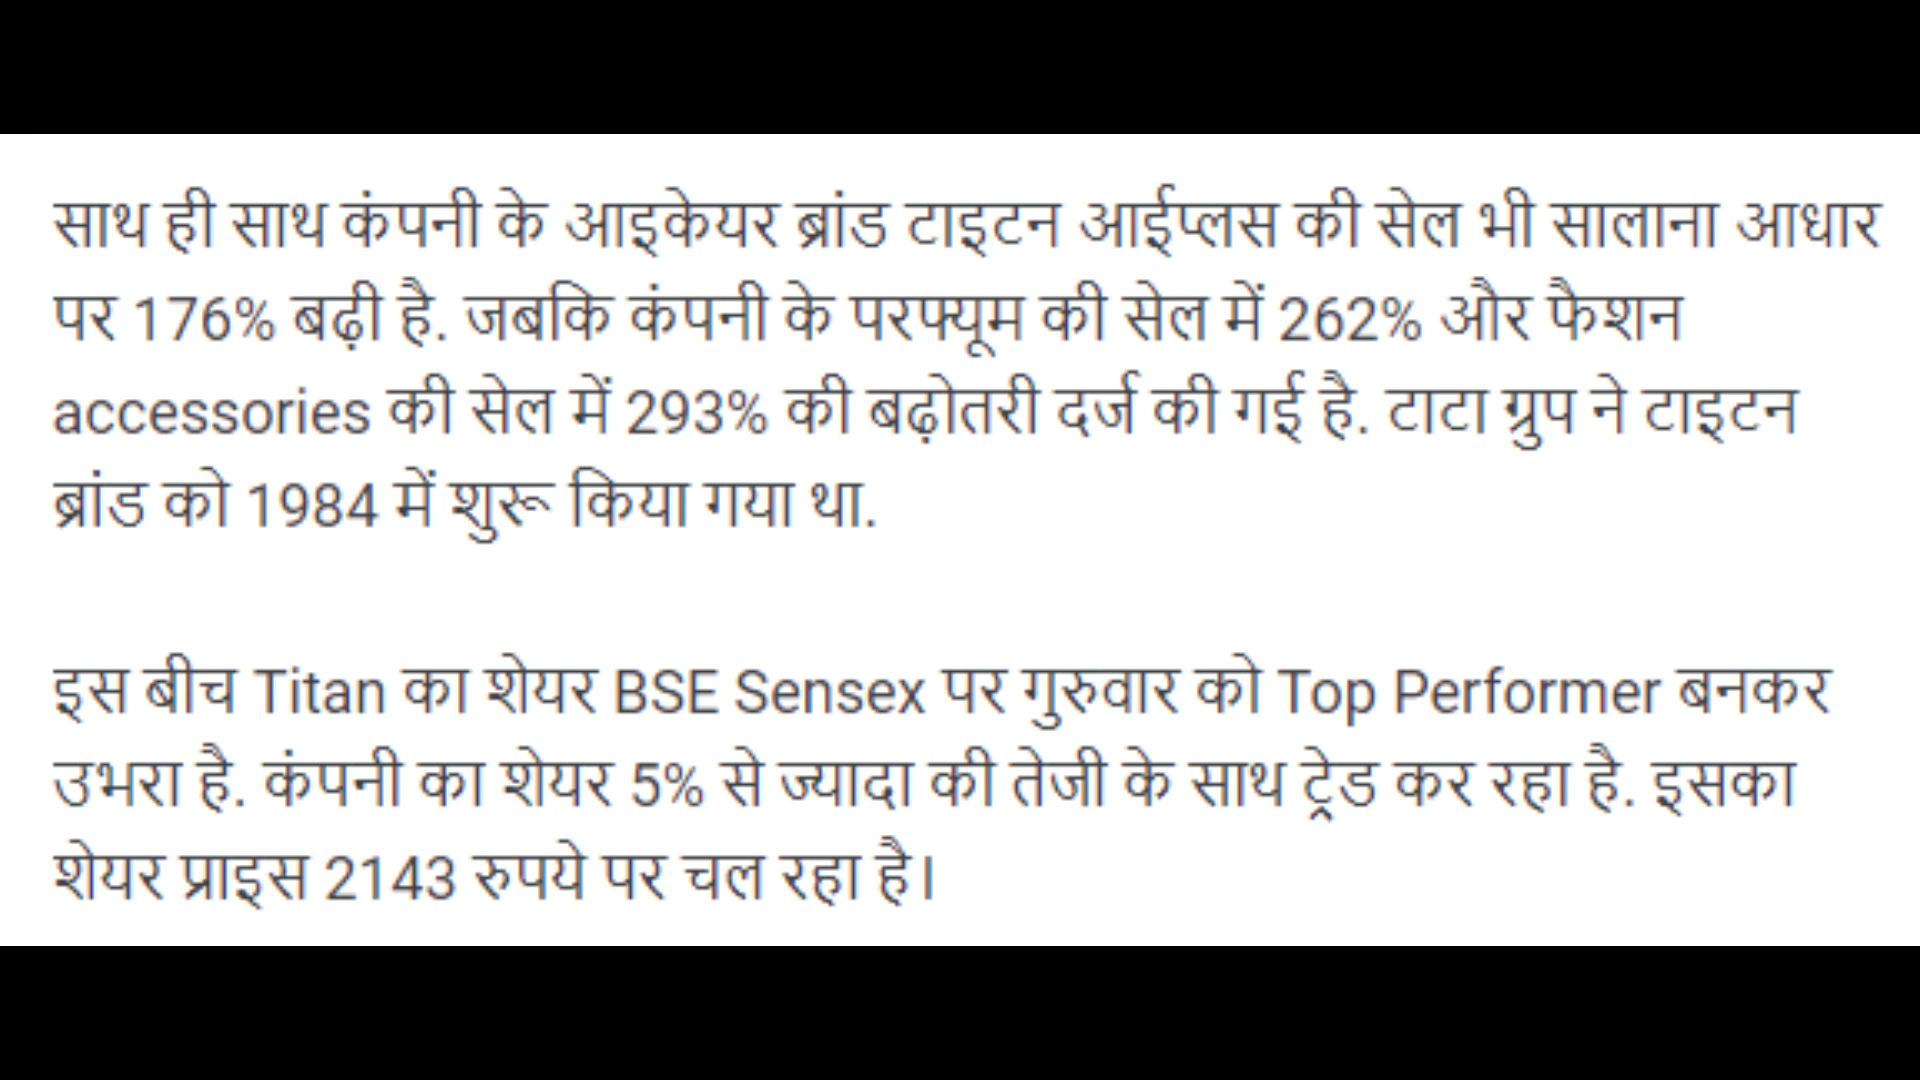 साथ ही साथ कंपनी के आइकेयर ब्रांड टाइटन आईप्लस की सेल भी सालाना आधार
पर 176% बढ़ी है. जबकि कंपनी के परफ्यूम की सेल में 262% और फैशन
accessories की सेल में 293% की बढ़ोतरी दर्ज की गई है. टाटा ग्रुप ने टाइटन
ब्रांड को 1984 में शुरू किया गया था.
इस बीच Titan का शेयर BSE Sensex पर गुरुवार को Top Performer बनकर
उभरा है. कंपनी का शेयर 5% से ज्यादा की तेजी के साथ ट्रेड कर रहा है. इसका
शेयर प्राइस 2143 रुपये पर चल रहा है।